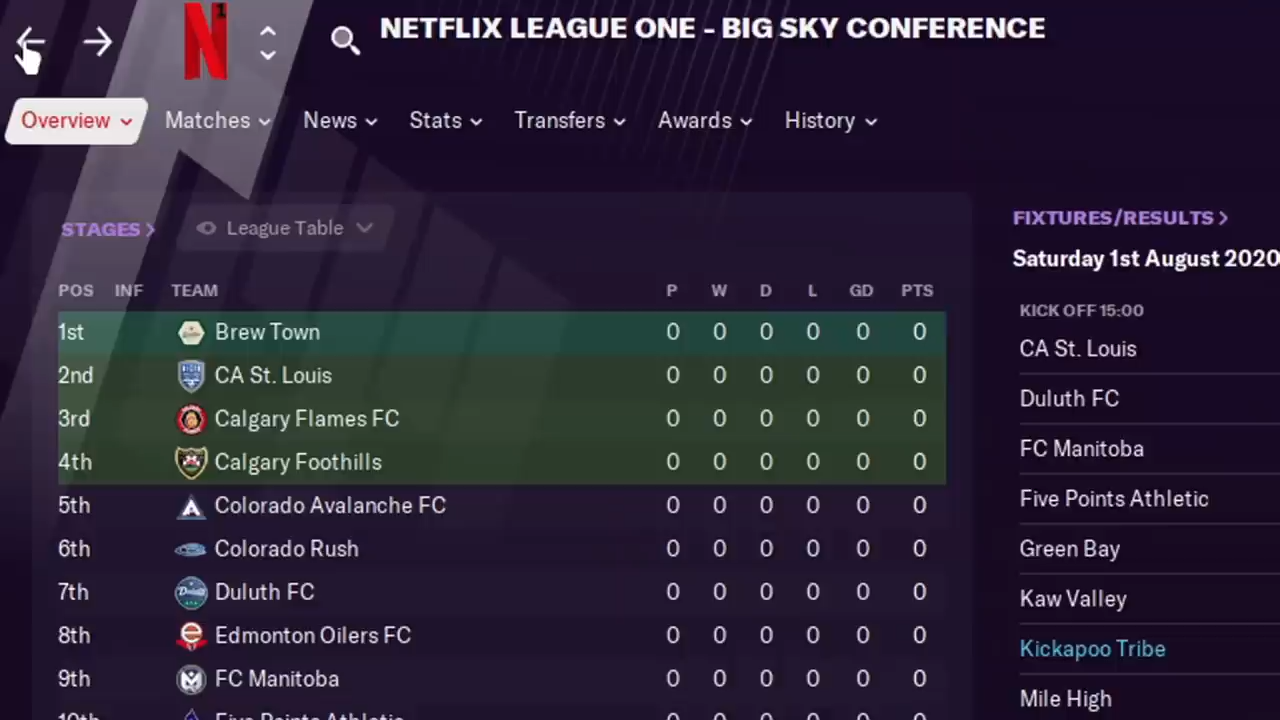 NETFLIX LEAGUE ONE - BIG SKY CONFERENCE
N 1
Overview Matches News Stats Transfers Awards History
STAGES League Table
POS INF TEAM P W D L GD PTS
1st Brew Town 0 0 0 0 0 0
2nd CA St. Louis 0 0 0 0 0 0
3rd Calgary Flames FC 0 0 0 0 0 0
4th Calgary Foothills 0 0 0 0 0 0
5th Colorado Avalanche FC 0 0 0 0 0 0
6th Colorado Rush 0 0 0 0 0 0
7th Duluth FC 0 0 0 0 0 0
8th Edmonton Oilers FC 0 0 0 0 0 0
9th FC Manitoba 0 0 0 0 0 0
10th Five Points Athletic
FIXTURES/RESULTS
Saturday 1st August 2020
KICK OFF 15:00
CA St. Louis
Duluth FC
FC Manitoba
Five Points Athletic
Green Bay
Kaw Valley
Kickapoo Tribe
Mile High